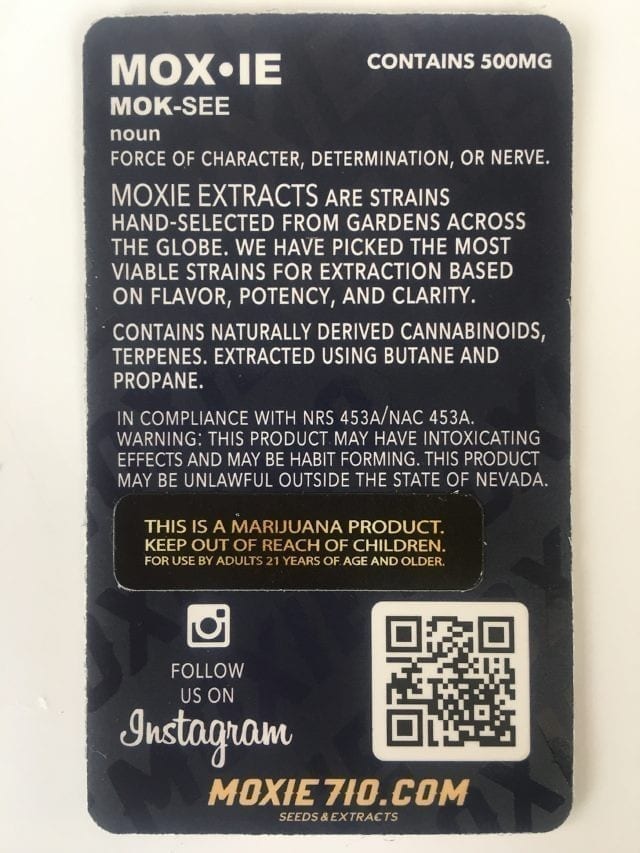 MOX•IE
CONTAINS 500MG
MOK-SEE
noun
FORCE OF CHARACTER, DETERMINATION, OR NERVE.
MOXIE EXTRACTS ARE STRAINS
HAND-SELECTED FROM GARDENS ACROSS
THE GLOBE. WE HAVE PICKED THE MOST
VIABLE STRAINS FOR EXTRACTION BASED
ON FLAVOR, POTENCY, AND CLARITY.
CONTAINS NATURALLY DERIVED CANNABINOIDS,
TERPENES. EXTRACTED USING BUTANE AND
PROPANE.
IN COMPLIANCE WITH NRS 453A/NAC 453A.
WARNING: THIS PRODUCT MAY HAVE INTOXICATING
EFFECTS AND MAY BE HABIT FORMING. THIS PRODUCT
MAY BE UNLAWFUL OUTSIDE THE STATE OF NEVADA.
THIS IS A MARIJUANA PRODUCT.
KEEP OUT OF REACH OF CHILDREN.
FOR USE BY ADULTS 21 YEARS OF AGE AND OLDER.
FOLLOW
US ON
Instagram
MOXIE710.COM
SEEDS & EXTRACTS